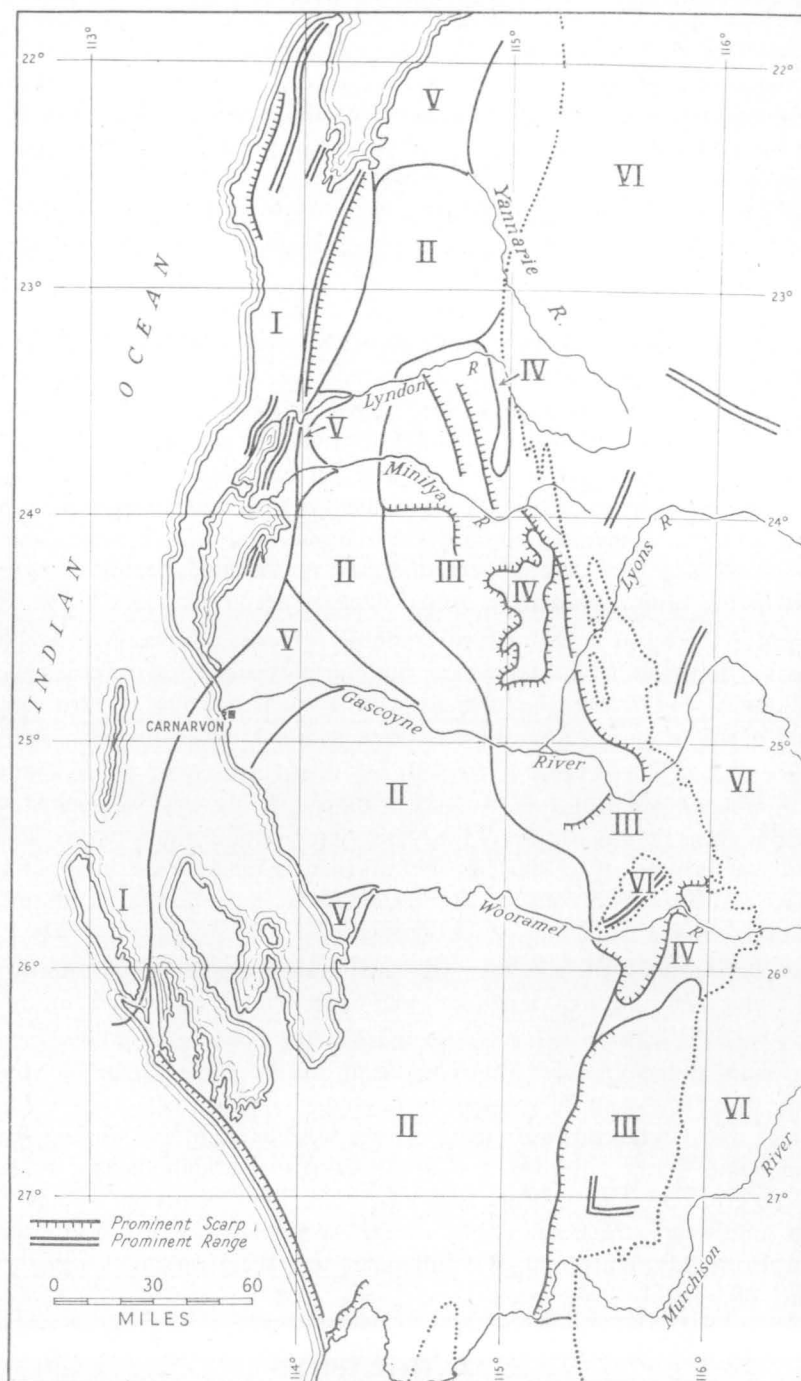 113°
115°
116°
22°
22°
V
VI
Yannarie
R.
II
23°
23°
OCEAN
I
IV
R
Lyndon
V
Minilya
R
24°
24°
Lyons R
INDIAN
II
III
IV
V
CARNARVON
Gascoyne
River
25°
25°
II
VI
III
VI
I
V
Wooramel
R
IV
26°
26°
II
III
VI
River
27°
27°
Prominent Scarp
Prominent Range
0 30 60
MILES
Murchison
114°
115°
116°